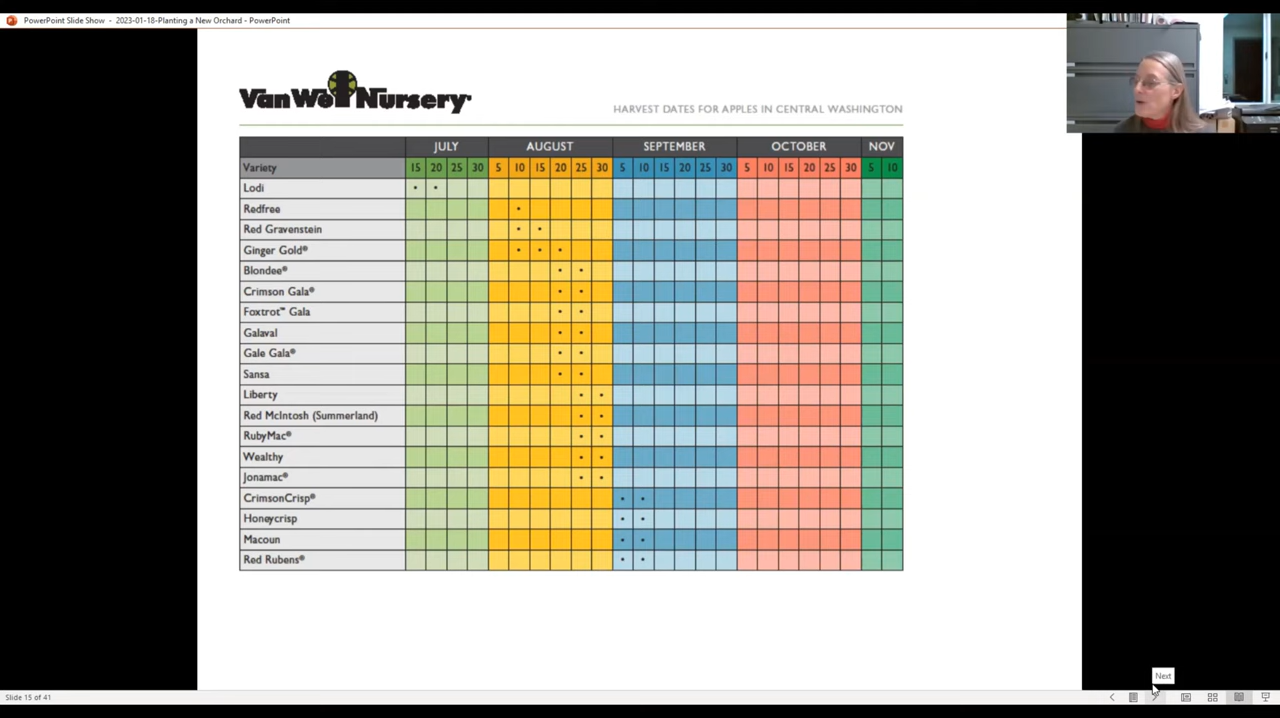 PowerPoint Slide Show - 2023-01-18-Planting a New Orchard - PowerPoint
Van We Nursery
HARVEST DATES FOR APPLES IN CENTRAL WASHINGTON
JULY AUGUST SEPTEMBER OCTOBER NOV
Variety 15 20 25 30 5 10 15 20 25 30 5 10 15 20 25 30 5 10 15 20 25 30 5 10
Lodi • •
Redfree •
Red Gravenstein • •
Ginger Gold® • • •
Blondee® • •
Crimson Gala® • •
Foxtrot™ Gala • •
Galaval • •
Gale Gala® • •
Sansa • •
Liberty • •
Red McIntosh (Summerland) • •
RubyMac® • •
Wealthy • •
Jonamac® • •
CrimsonCrisp® • •
Honeycrisp • •
Macoun • •
Red Rubens® • •
Next
Slide 15 of 41